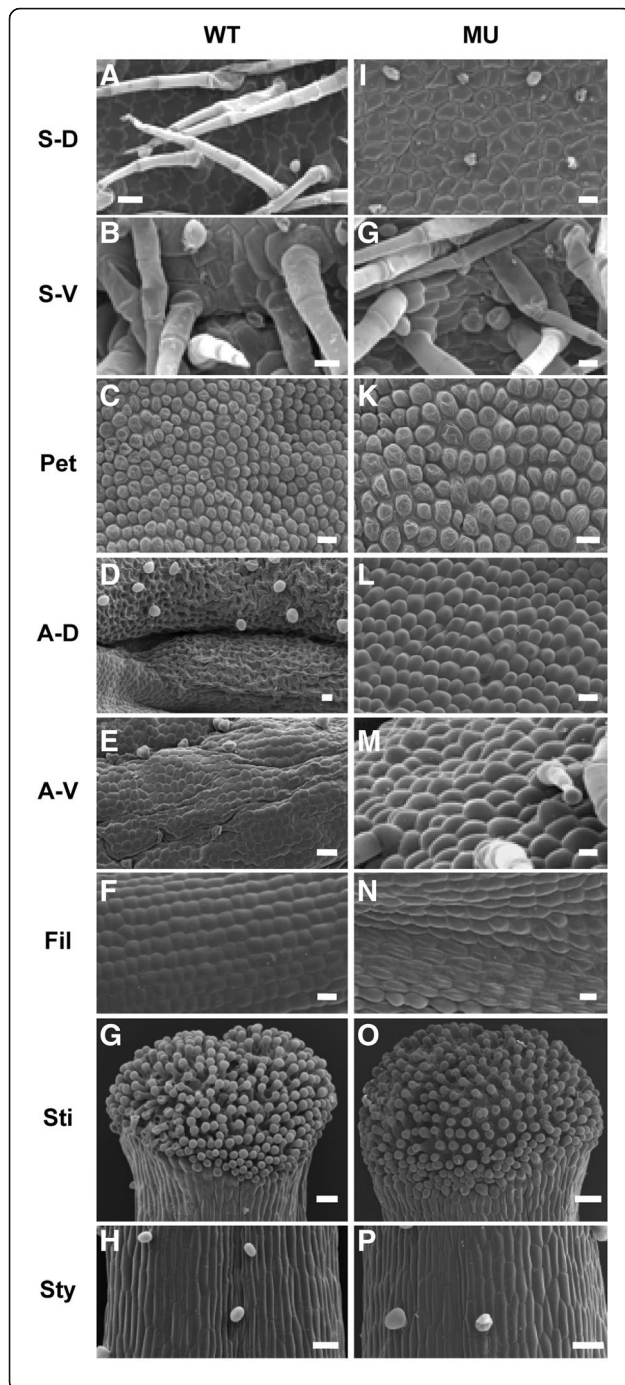 WT MU
S-D A I
S-V B G
Pet C K
A-D D L
A-V E M
Fil F N
Sti G O
Sty H P